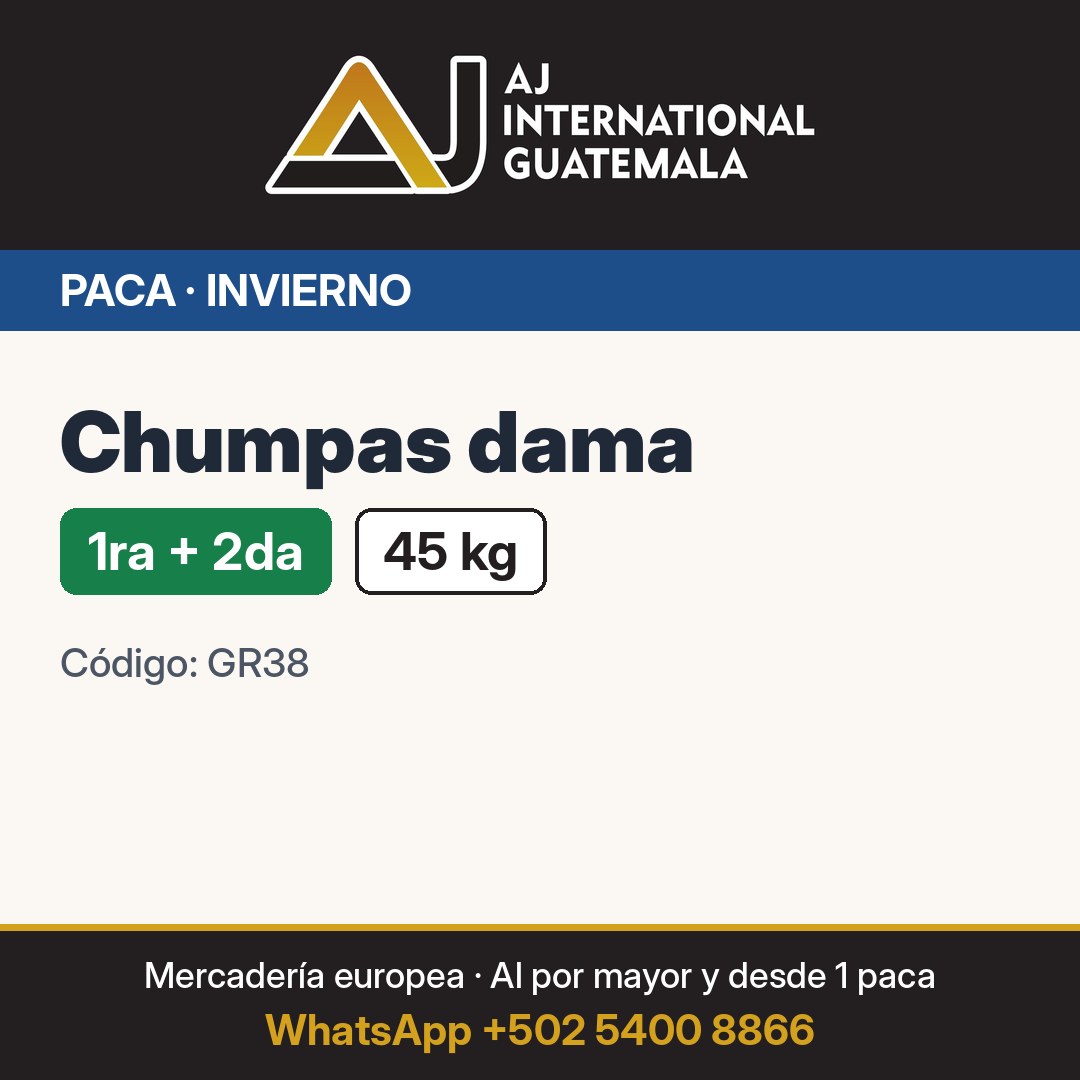 AJ
AJ
INTERNATIONAL
GUATEMALA
PACA · INVIERNO
Chumpas dama
1ra + 2da
45 kg
Código: GR38
Mercadería europea · Al por mayor y desde 1 paca
WhatsApp +502 5400 8866